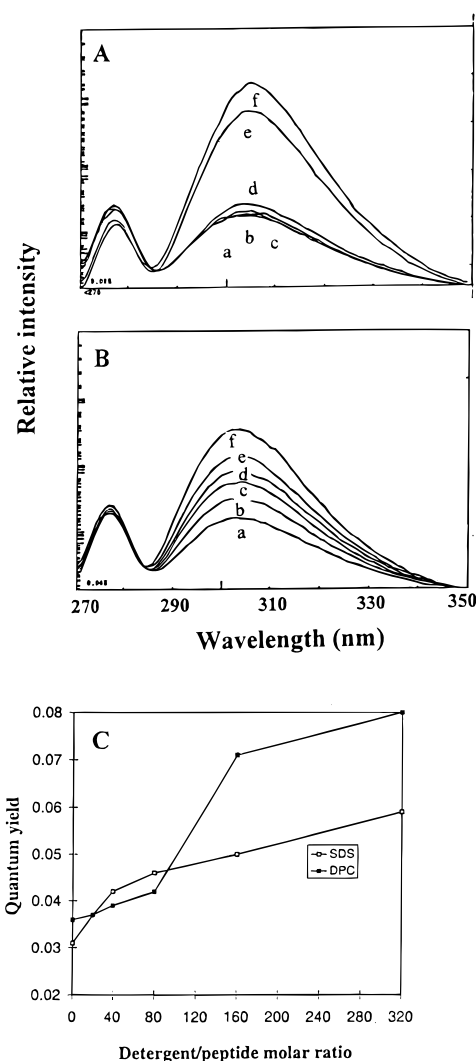 A
f
e
d
b
a
c
Relative intensity
B
f
e
d
c
b
a
270 290 310 330 350
Wavelength (nm)
C
0.08
0.07
0.06
0.05
0.04
0.03
0.02
Quantum yield
SDS
DPC
0 40 80 120 160 200 240 280 320
Detergent/peptide molar ratio